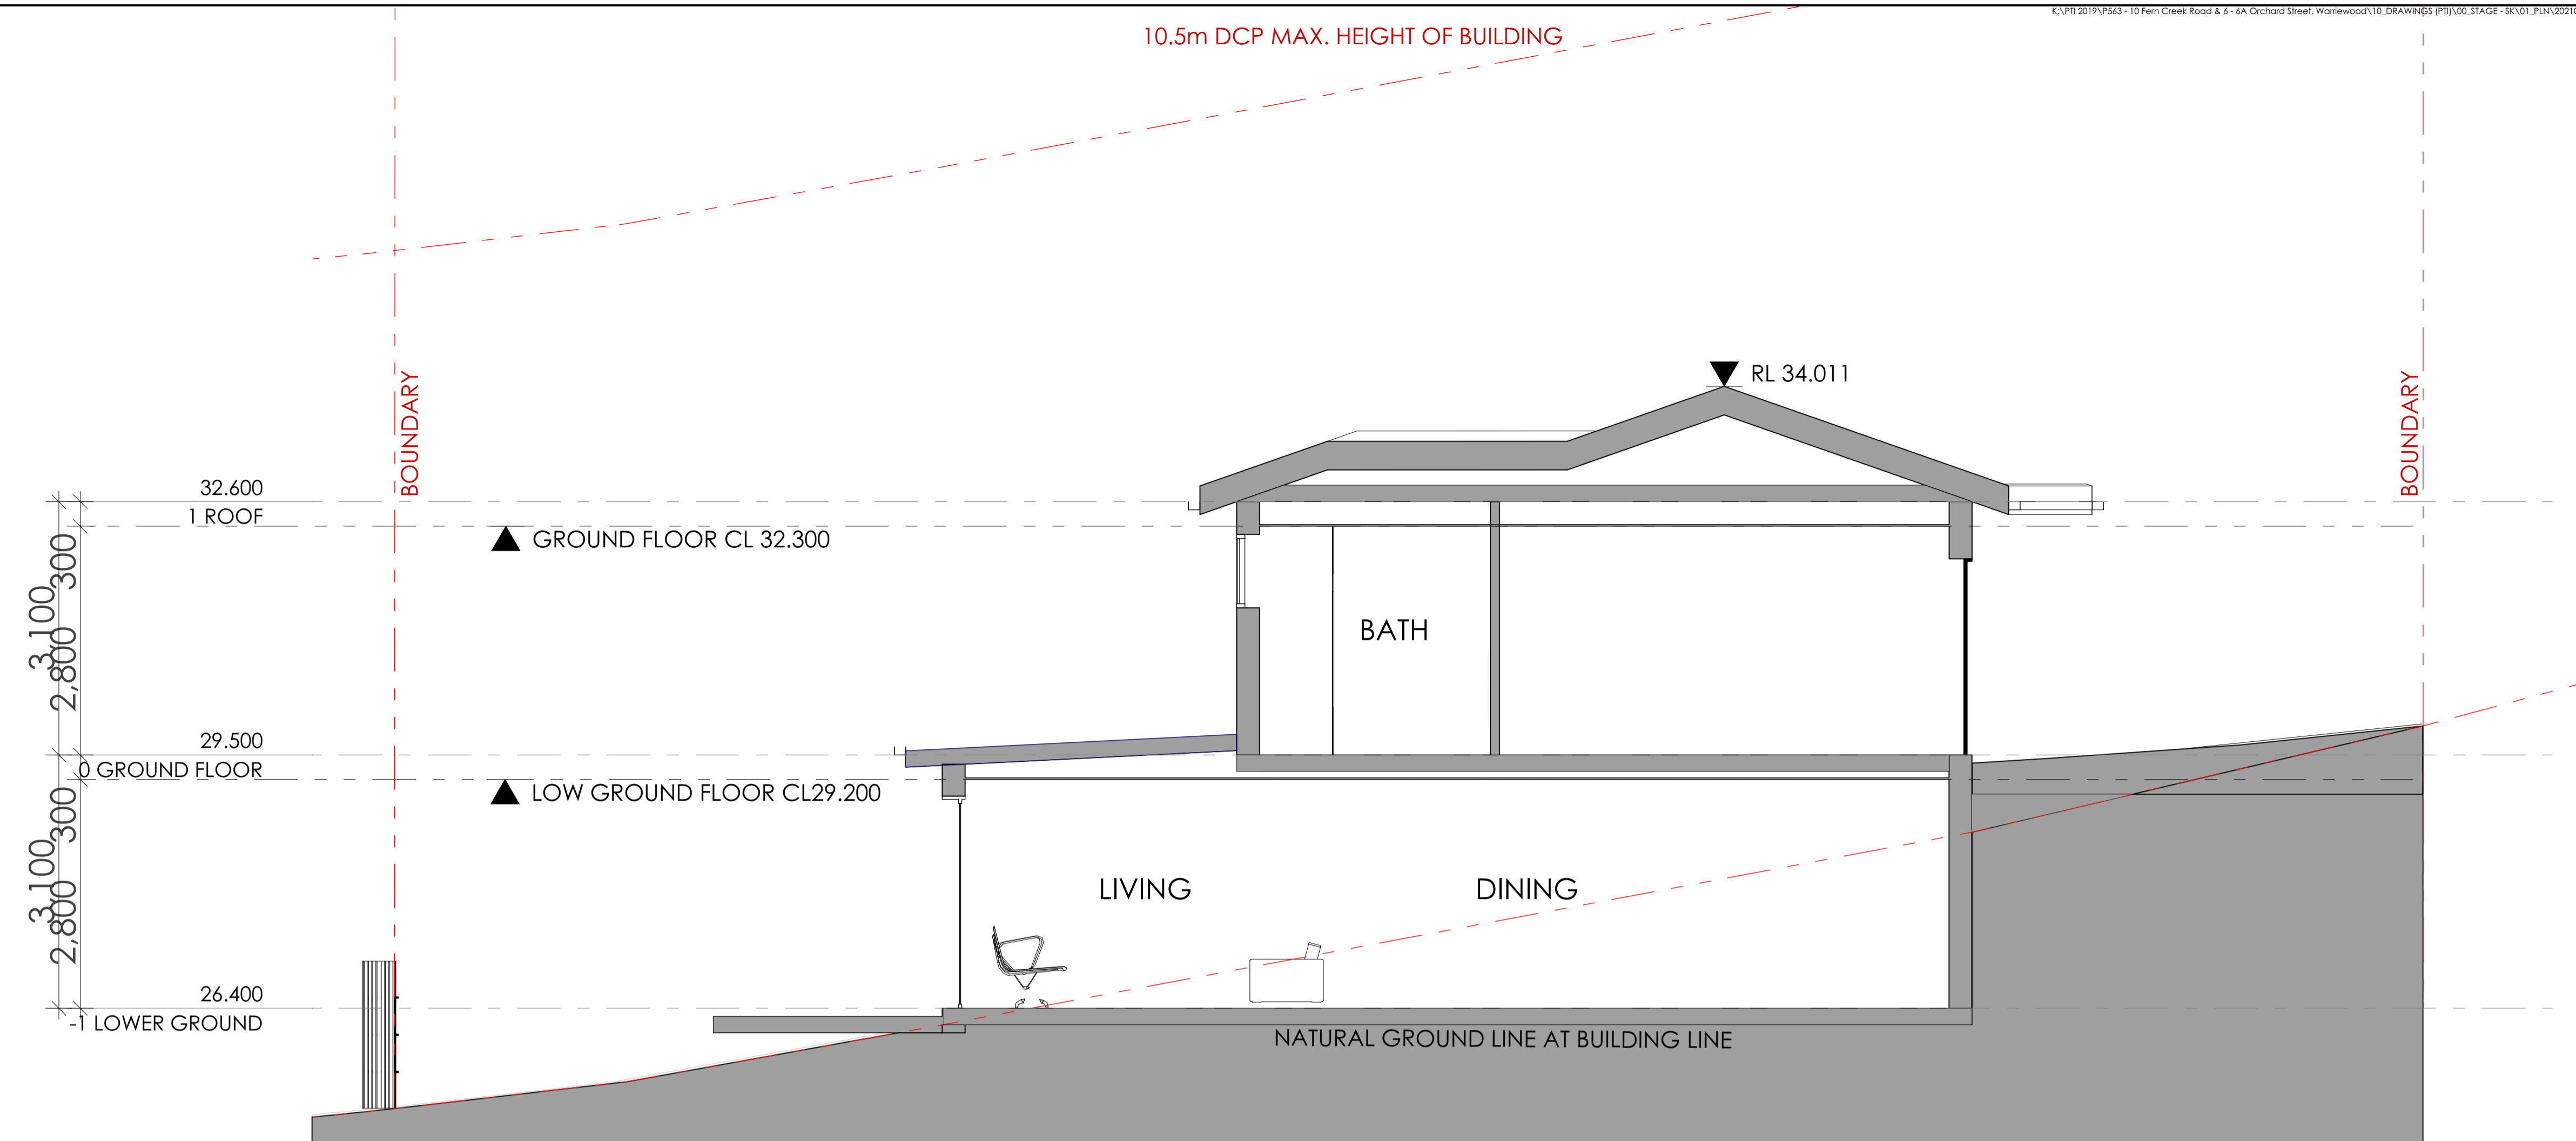 K:\PTI 2019\P563 - 10 Fern Creek Road & 6 - 6A Orchard Street, Warriewood\10_DRAWINGS (PTI)\00_STAGE - SK\01_PLN\20210
10.5m DCP MAX. HEIGHT OF BUILDING
BOUNDARY
BOUNDARY
RL 34.011
32.600
1 ROOF
GROUND FLOOR CL 32.300
300
3,100
2,800
BATH
29.500
0 GROUND FLOOR
LOW GROUND FLOOR CL29.200
300
3,100
2,800
LIVING
DINING
26.400
-1 LOWER GROUND
NATURAL GROUND LINE AT BUILDING LINE